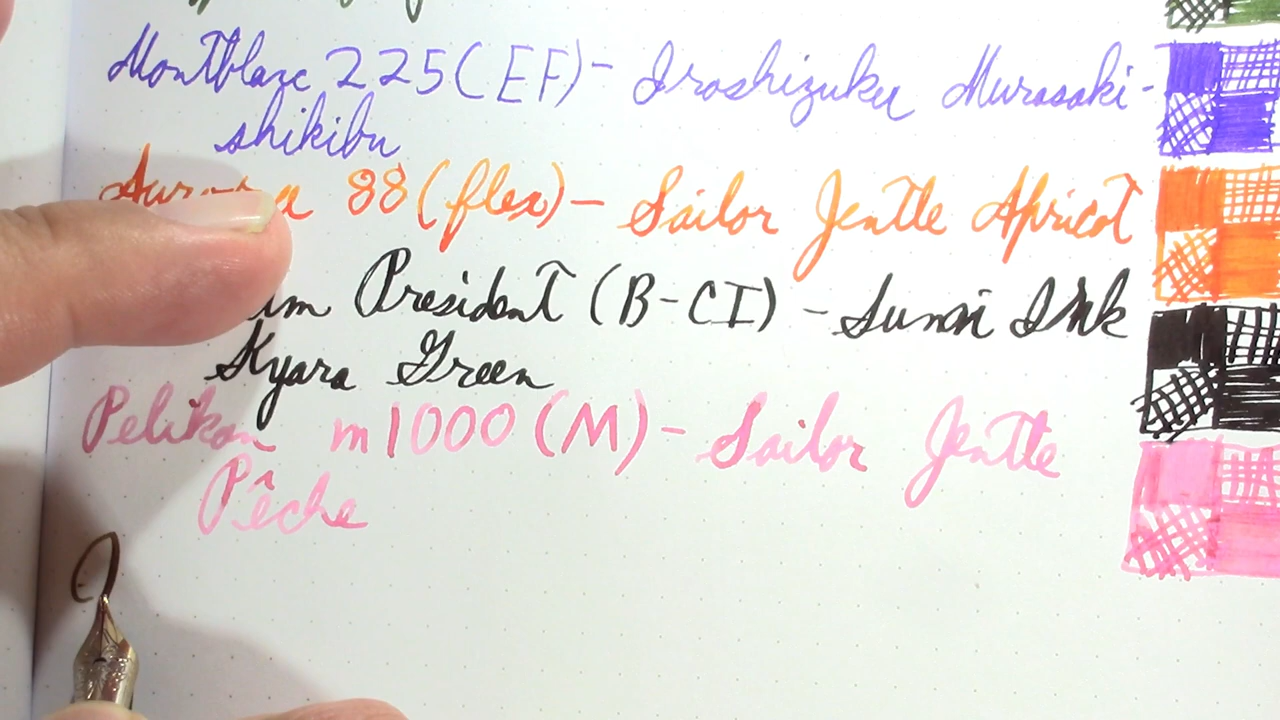 Montblanc 225 (EF) - Iroshizuku Murasaki-
shikibu
Aurora 88 (flex) - Sailor Jentle Apricot
President (B-CI) - Sumi Ink
Kyara Green
Pelikan m1000 (M) - Sailor Jentle
Pêche